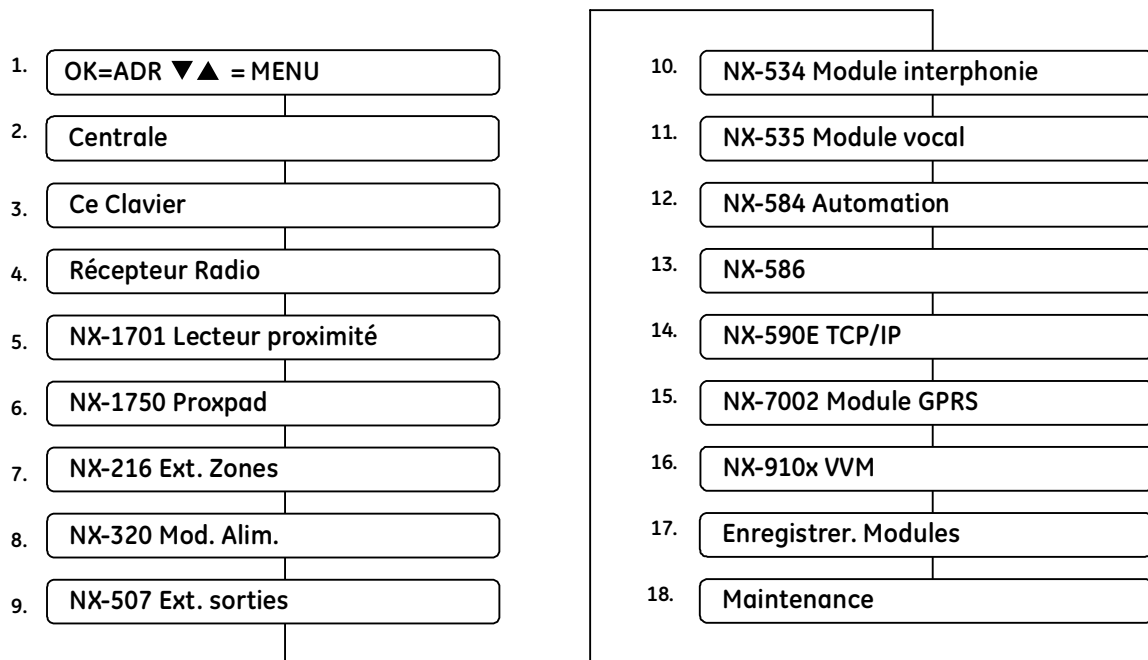 1. OK=ADR ▼▲ = MENU
2. Centrale
3. Ce Clavier
4. Récepteur Radio
5. NX-1701 Lecteur proximité
6. NX-1750 Proxpad
7. NX-216 Ext. Zones
8. NX-320 Mod. Alim.
9. NX-507 Ext. sorties
10. NX-534 Module interphonie
11. NX-535 Module vocal
12. NX-584 Automation
13. NX-586
14. NX-590E TCP/IP
15. NX-7002 Module GPRS
16. NX-910x VVM
17. Enregistrer. Modules
18. Maintenance